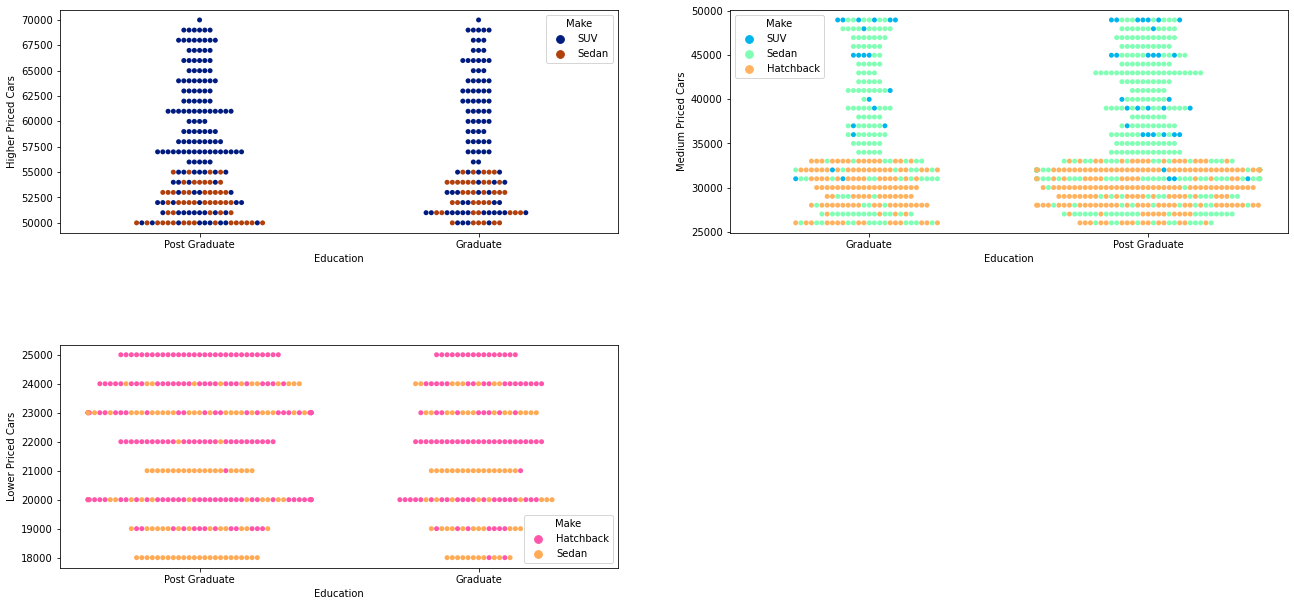 Higher Priced Cars
70000
67500
65000
62500
60000
57500
55000
52500
50000
Post Graduate
Graduate
Education
Make
SUV
Sedan
Medium Priced Cars
50000
45000
40000
35000
30000
25000
Graduate
Post Graduate
Education
Make
SUV
Sedan
Hatchback
Lower Priced Cars
25000
24000
23000
22000
21000
20000
19000
18000
Post Graduate
Graduate
Education
Make
Hatchback
Sedan